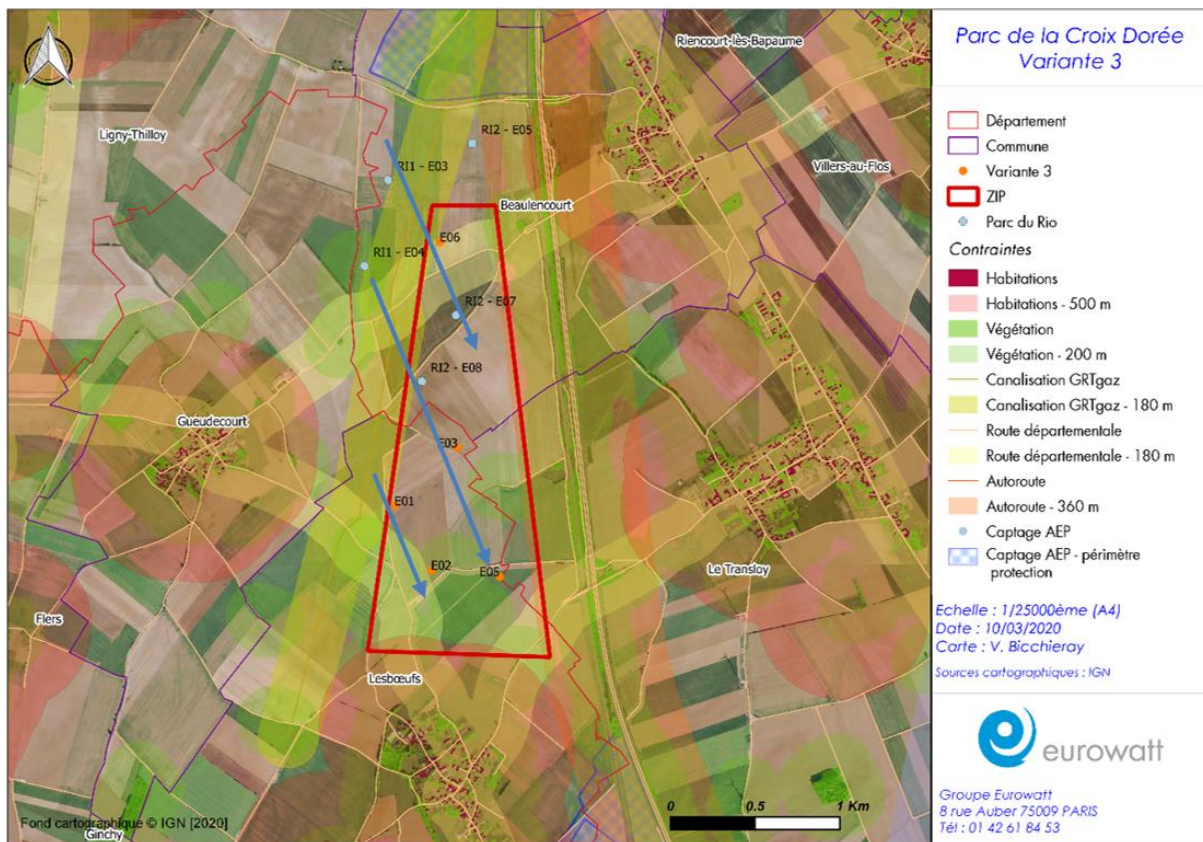 Riencourt-lès-Bapaume
Ligny-Thilloy
RI2 - E05
RI1 - E03
Villers-au-Flos
Beaulencourt
E06
RI1 - E04
RI2 - E07
RI2 - E08
Gueudecourt
E03
E01
E02
E05
Le Transloy
Flers
Lesbœufs
Ginchy
Fond cartographique © IGN [2020]
0 0.5 1 Km
Parc de la Croix Dorée
Variante 3
Département
Commune
Variante 3
ZIP
Parc du Rio
Contraintes
Habitations
Habitations - 500 m
Végétation
Végétation - 200 m
Canalisation GRTgaz
Canalisation GRTgaz - 180 m
Route départementale
Route départementale - 180 m
Autoroute
Autoroute - 360 m
Captage AEP
Captage AEP - périmètre
protection
Echelle : 1/25000ème (A4)
Date : 10/03/2020
Carte : V. Bicchieray
Sources cartographiques : IGN
eurowatt
Groupe Eurowatt
8 rue Auber 75009 PARIS
Tél : 01 42 61 84 53